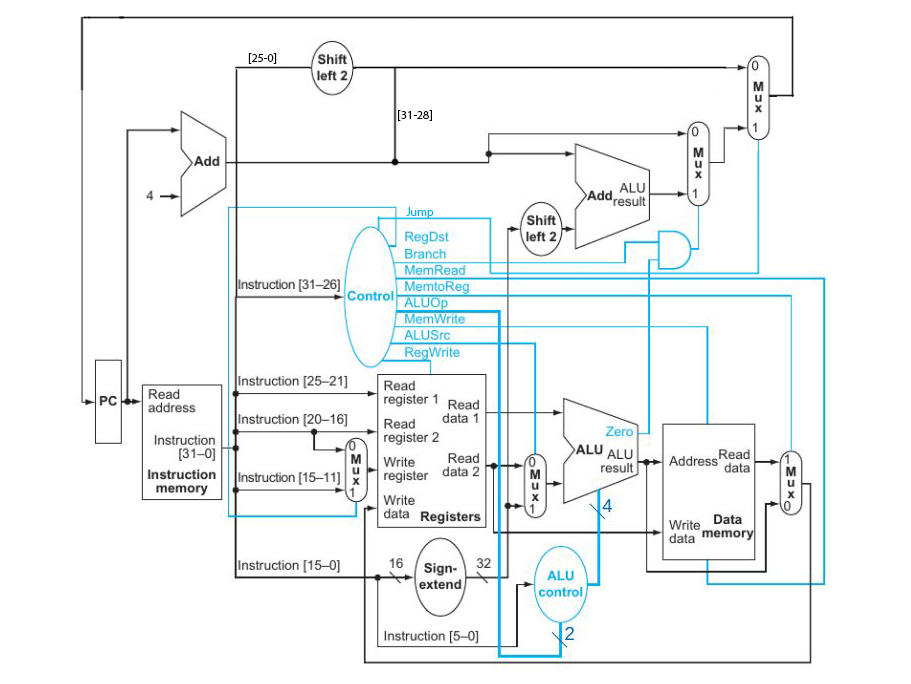 [25-0]
Shift
left 2
0
M
u
x
1
[31-28]
Add
4
0
M
u
x
1
Add
ALU
result
Shift
left 2
Jump
RegDst
Branch
MemRead
MemtoReg
ALUOp
MemWrite
ALUSrc
RegWrite
Instruction [31–26]
Control
PC
Read
address
Instruction
[31–0]
Instruction
memory
Instruction [25–21]
Instruction [20–16]
Instruction [15–11]
0
M
u
x
1
Read
register 1
Read
register 2
Write
register
Write
data
Read
data 1
Read
data 2
Registers
0
M
u
x
1
Zero
ALU
ALU
result
4
Address
Read
data
Write
data
Data
memory
1
M
u
x
0
Instruction [15–0]
16
Sign-
extend
32
ALU
control
Instruction [5–0]
2